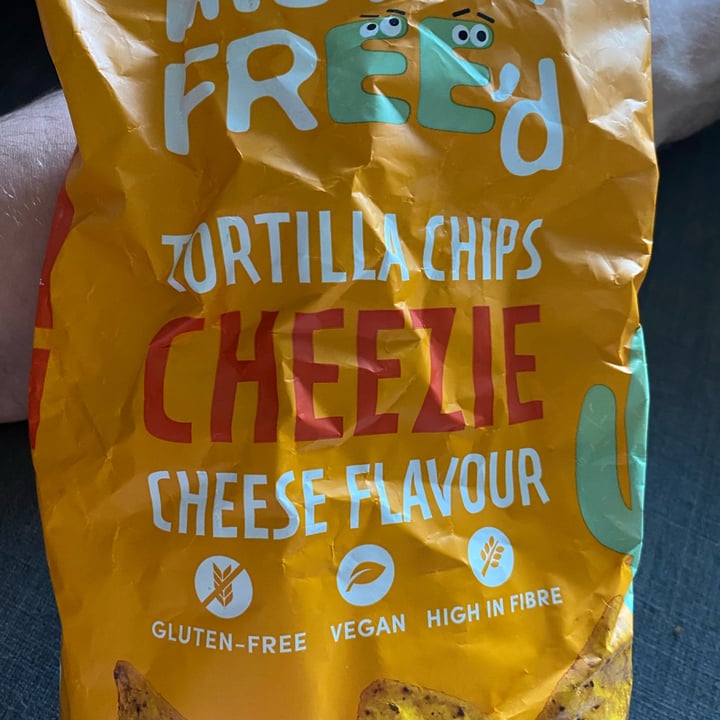 FREE'd
TORTILLA CHIPS
CHEEZIE
CHEESE FLAVOUR
GLUTEN-FREE VEGAN HIGH IN FIBRE